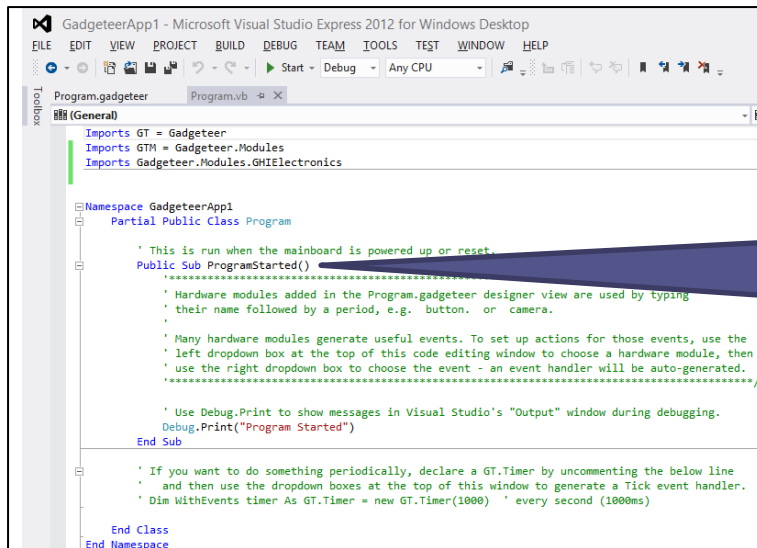 GadgeteerApp1 - Microsoft Visual Studio Express 2012 for Windows Desktop
FILE EDIT VIEW PROJECT BUILD DEBUG TEAM TOOLS TEST WINDOW HELP
Start Debug Any CPU
Toolbox
Program.gadgeteer Program.vb
(General)
Imports GT = Gadgeteer
Imports GTM = Gadgeteer.Modules
Imports Gadgeteer.Modules.GHIElectronics
Namespace GadgeteerApp1
Partial Public Class Program
' This is run when the mainboard is powered up or reset.
Public Sub ProgramStarted()
'*******************************************************************************************
' Hardware modules added in the Program.gadgeteer designer view are used by typing
' their name followed by a period, e.g. button. or camera.
'
' Many hardware modules generate useful events. To set up actions for those events, use the
' left dropdown box at the top of this code editing window to choose a hardware module, then
' use the right dropdown box to choose the event - an event handler will be auto-generated.
'*******************************************************************************************/
' Use Debug.Print to show messages in Visual Studio's "Output" window during debugging.
Debug.Print("Program Started")
End Sub
' If you want to do something periodically, declare a GT.Timer by uncommenting the below line
' and then use the dropdown boxes at the top of this window to generate a Tick event handler.
' Dim WithEvents timer As GT.Timer = new GT.Timer(1000) ' every second (1000ms)
End Class
End Namespace